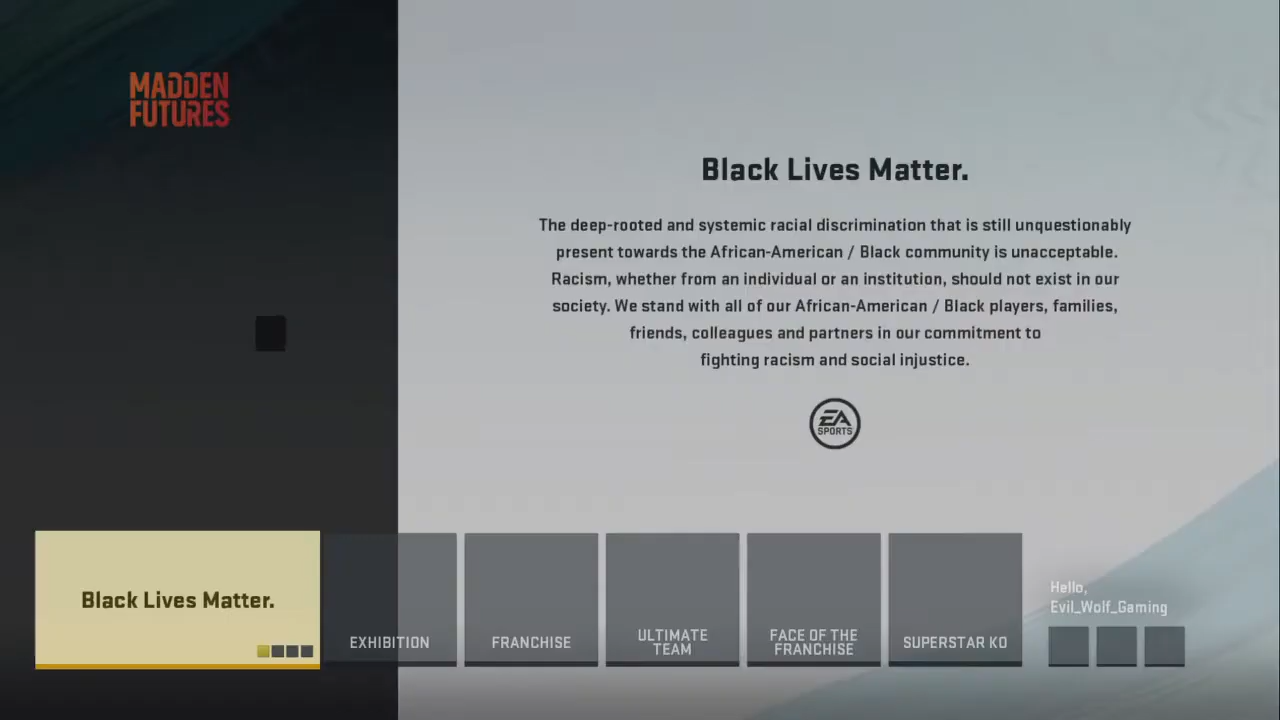 MADDEN
FUTURES
Black Lives Matter.
The deep-rooted and systemic racial discrimination that is still unquestionably
present towards the African-American / Black community is unacceptable.
Racism, whether from an individual or an institution, should not exist in our
society. We stand with all of our African-American / Black players, families,
friends, colleagues and partners in our commitment to
fighting racism and social injustice.
EA
SPORTS
Black Lives Matter.
EXHIBITION
FRANCHISE
ULTIMATE
TEAM
FACE OF THE
FRANCHISE
SUPERSTAR KO
Hello,
Evil_Wolf_Gaming